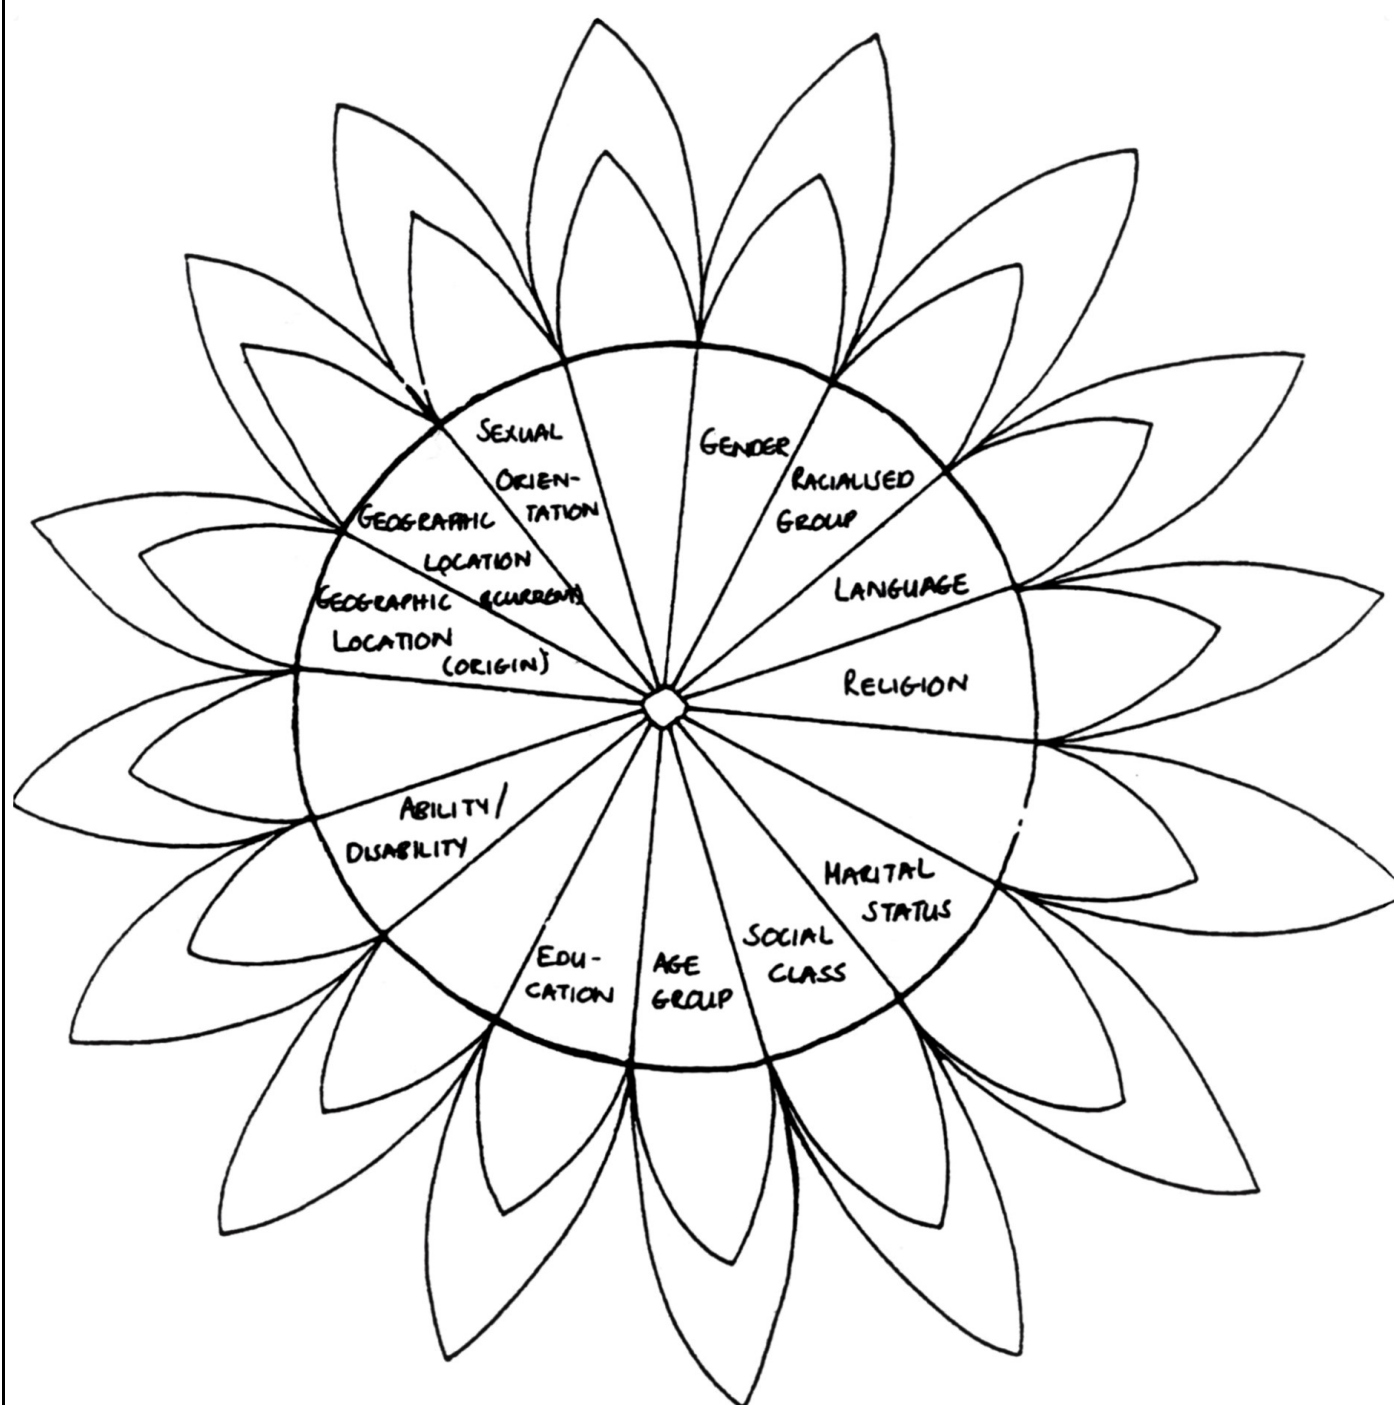 GENDER
RACIALISED
GROUP
LANGUAGE
RELIGION
MARITAL
STATUS
SOCIAL
CLASS
AGE
GROUP
EDU-
CATION
ABILITY/
DISABILITY
GEOGRAPHIC
LOCATION
(ORIGIN)
GEOGRAPHIC
LOCATION
(CURRENT)
SEXUAL
ORIEN-
TATION